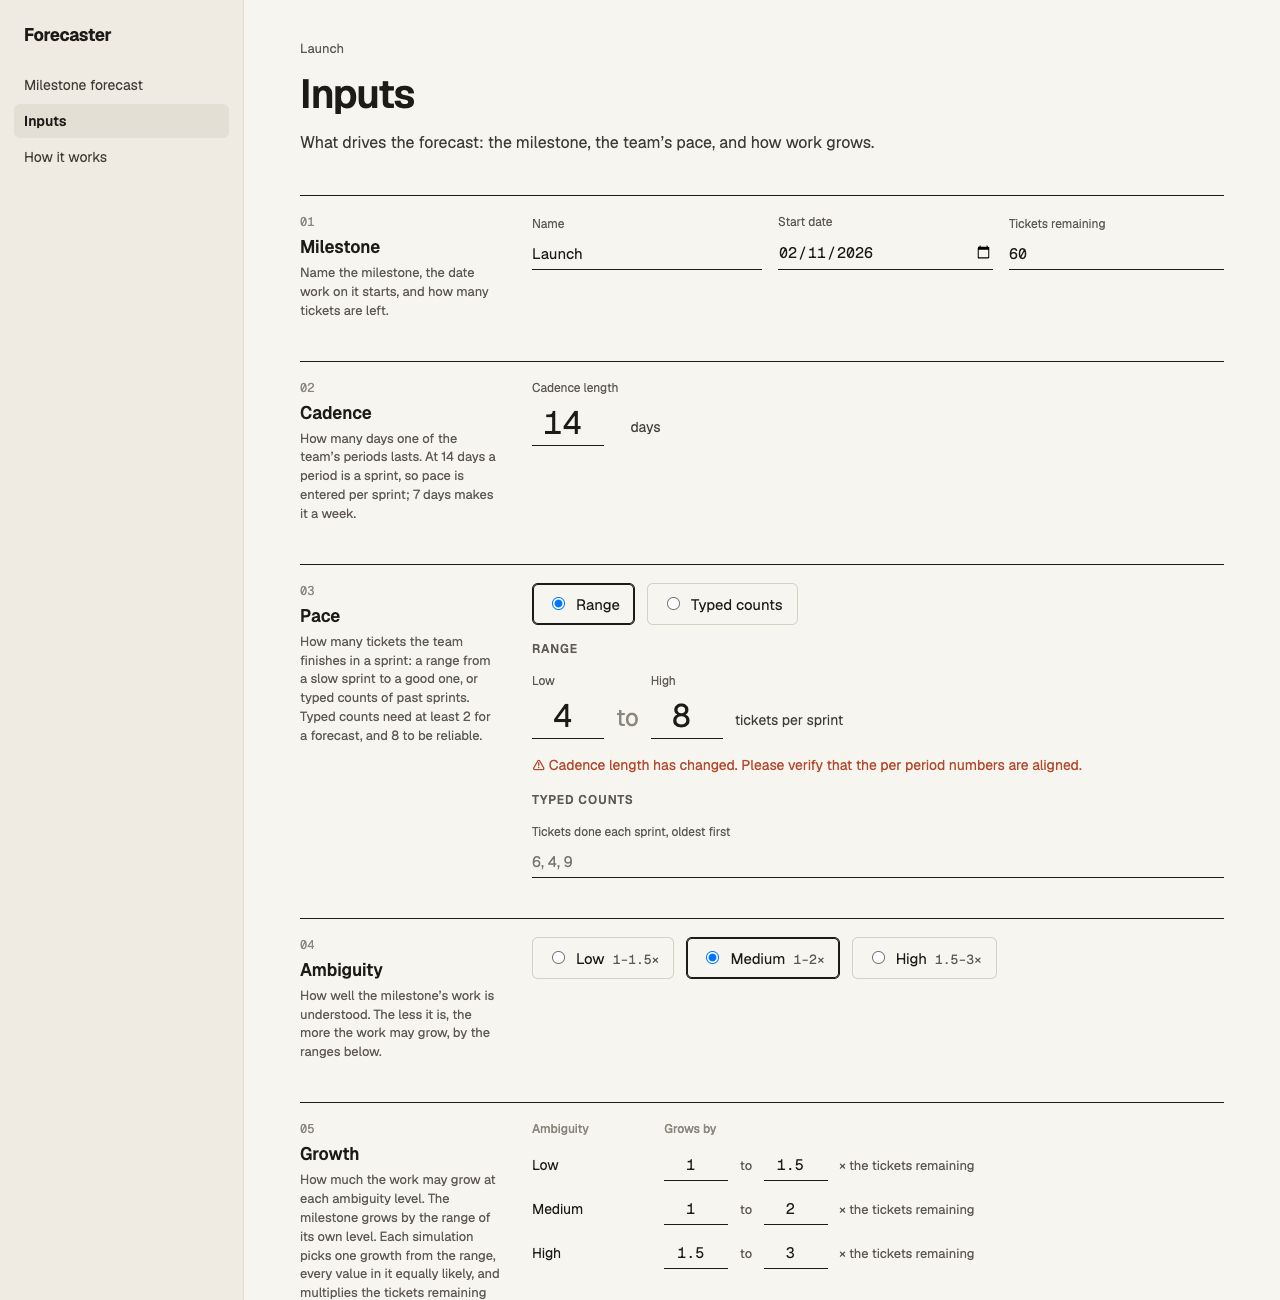 Forecaster
Milestone forecast
Inputs
How it works
Launch
Inputs
What drives the forecast: the milestone, the team’s pace, and how work grows.
01
Milestone
Name the milestone, the date
work on it starts, and how many
tickets are left.
Name
Launch
Start date
02/11/2026
Tickets remaining
60
02
Cadence
How many days one of the
team’s periods lasts. At 14 days a
period is a sprint, so pace is
entered per sprint; 7 days makes
it a week.
Cadence length
14 days
03
Pace
How many tickets the team
finishes in a sprint: a range from
a slow sprint to a good one, or
typed counts of past sprints.
Typed counts need at least 2 for
a forecast, and 8 to be reliable.
Range
Typed counts
RANGE
Low
High
4 to 8 tickets per sprint
⚠ Cadence length has changed. Please verify that the per period numbers are aligned.
TYPED COUNTS
Tickets done each sprint, oldest first
6, 4, 9
04
Ambiguity
How well the milestone’s work is
understood. The less it is, the
more the work may grow, by the
ranges below.
Low 1–1.5×
Medium 1–2×
High 1.5–3×
05
Growth
How much the work may grow at
each ambiguity level. The
milestone grows by the range of
its own level. Each simulation
picks one growth from the range,
every value in it equally likely, and
multiplies the tickets remaining
Ambiguity Grows by
Low 1 to 1.5 × the tickets remaining
Medium 1 to 2 × the tickets remaining
High 1.5 to 3 × the tickets remaining